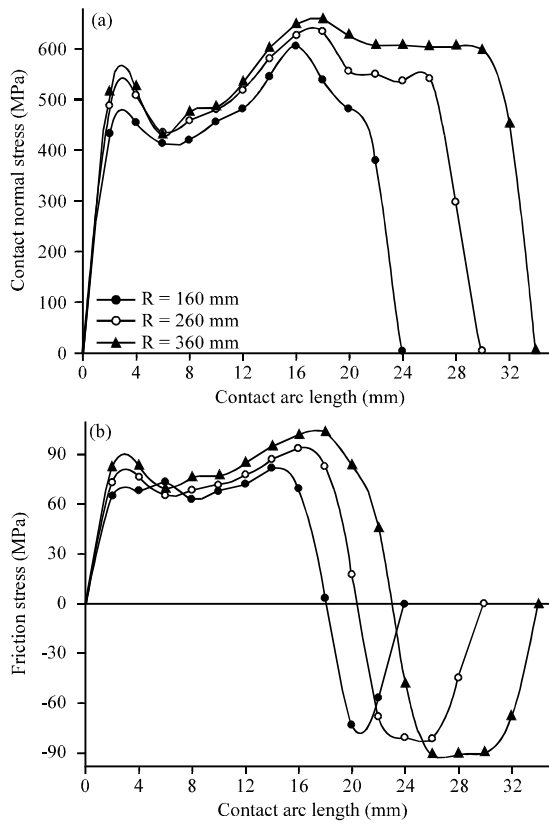 (a)
Contact normal stress (MPa)
600
500
400
300
200
100
0
R = 160 mm
R = 260 mm
R = 360 mm
0 4 8 12 16 20 24 28 32
Contact arc length (mm)
(b)
Friction stress (MPa)
90
60
30
0
-30
-60
-90
0 4 8 12 16 20 24 28 32
Contact arc length (mm)